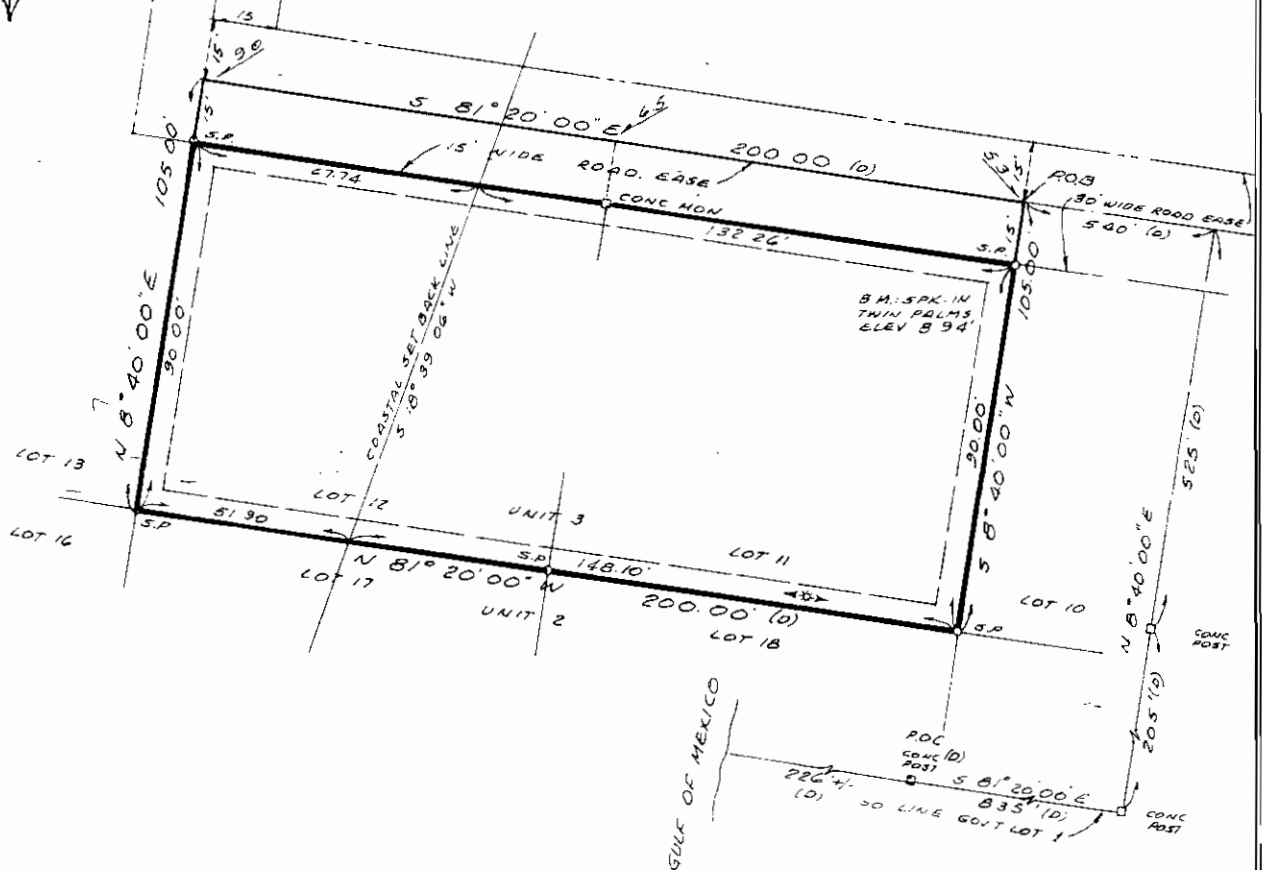 15
15'
90
15'
S 81° 20' 00" E
45
200 00 (D)
53
15'
P.O.B
30' WIDE ROAD EASE
540' (D)
15'
S.P.
15' WIDE ROAD. EASE
67.74
CONC MON
132 26'
S.P.
105 00'
105.00
N 8° 40' 00" E
90 00'
COASTAL SET BACK LINE
B M.: SPK. IN
TWIN PALMS
ELEV 8 94'
90.00'
S 8° 40' 00" W
525' (D)
N 8° 40' 00" E
LOT 13
LOT 16
S.P
51 90
LOT 12
UNIT 3
S.P
148.10'
LOT 11
N 81° 20' 00" W
200.00' (D)
LOT 17
UNIT 2
LOT 18
S.P
LOT 10
CONC
POST
205' (D)
GULF OF MEXICO
P.O.C
CONC (D)
POST
226' +/-
(D)
S 81° 20' 00" E
835' (D)
SO LINE GOVT LOT 1
CONC
POST